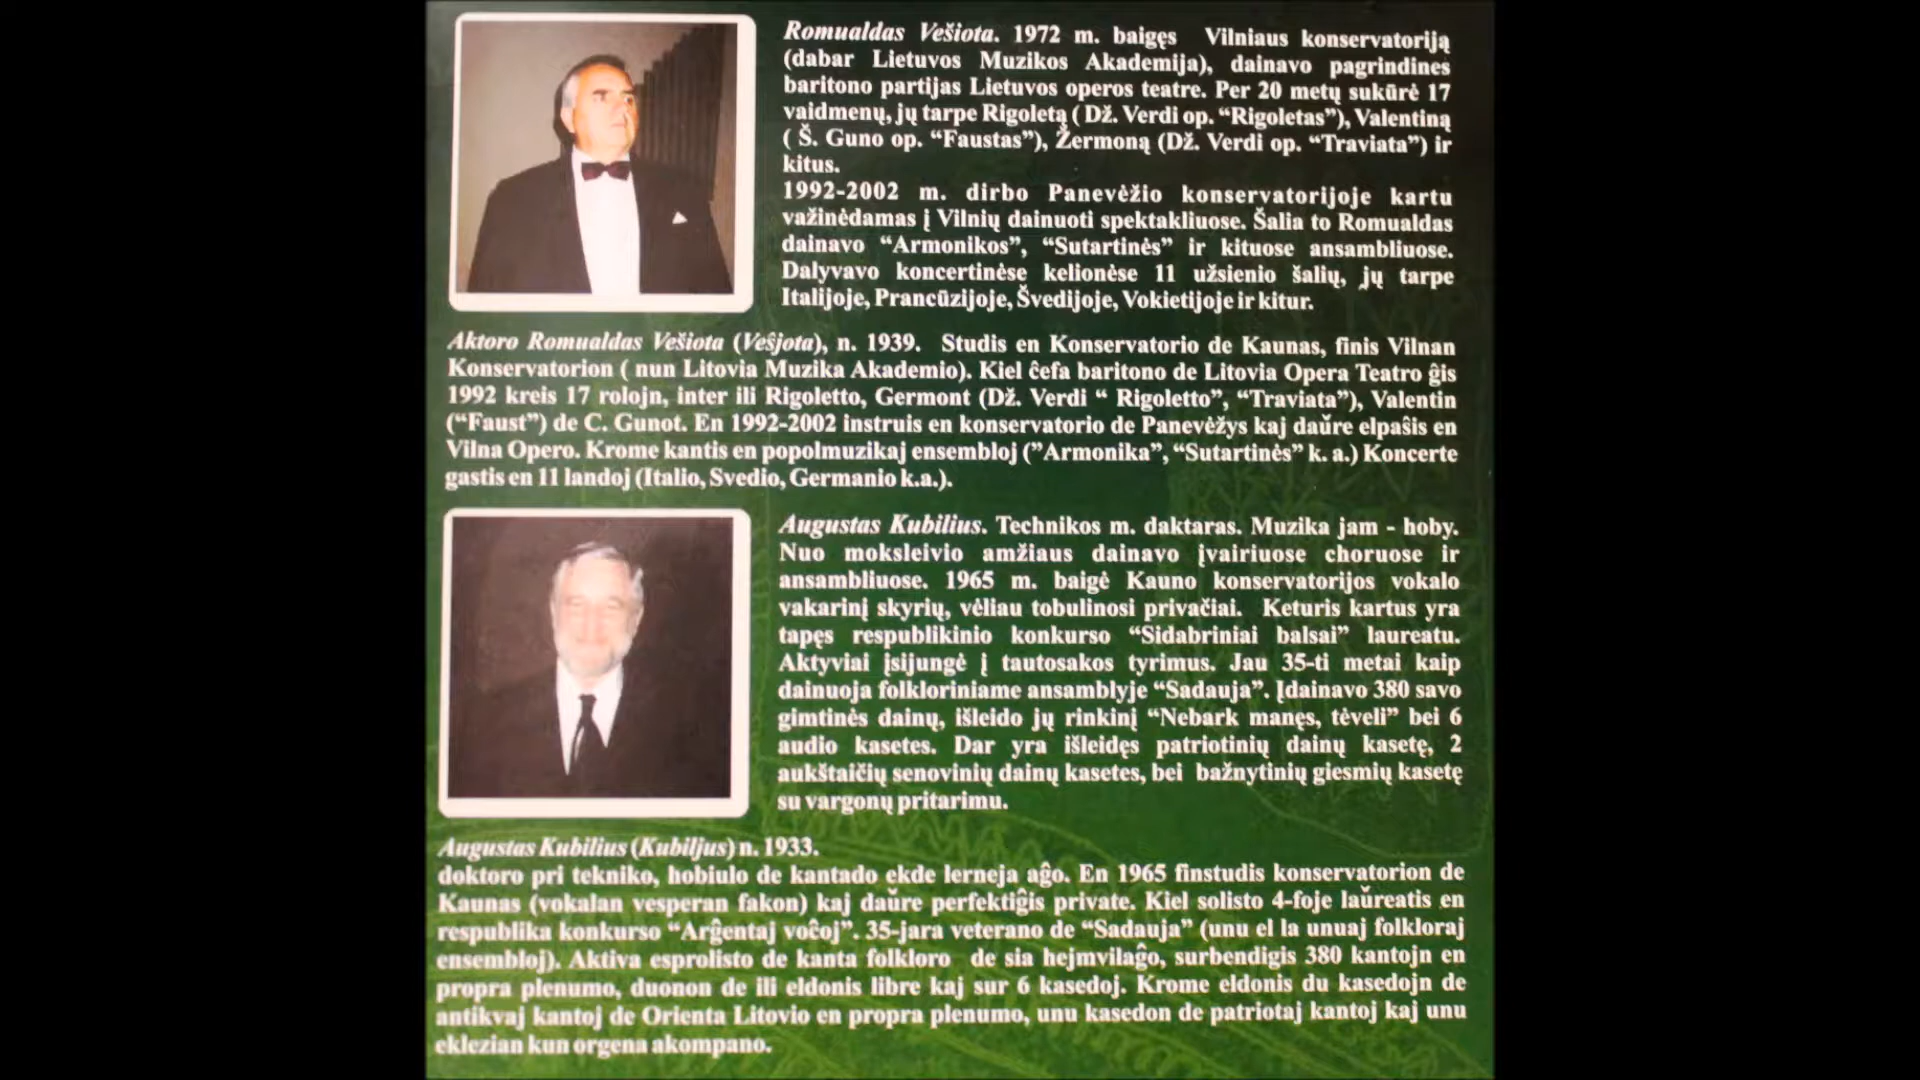 Romualdas Vešiota. 1972 m. baigęs Vilniaus konservatoriją
(dabar Lietuvos Muzikos Akademija), dainavo pagrindines
baritono partijas Lietuvos operos teatre. Per 20 metų sukūrė 17
vaidmenų, jų tarpe Rigoletą ( Dž. Verdi op. “Rigoletas”), Valentiną
( Š. Guno op. “Faustas”), Žermoną (Dž. Verdi op. “Traviata”) ir
kitus.
1992-2002 m. dirbo Panevėžio konservatorijoje kartu
važinėdamas į Vilnių dainuoti spektakliuose. Šalia to Romualdas
dainavo “Armonikos”, “Sutartinės” ir kituose ansambliuose.
Dalyvavo koncertinėse kelionėse 11 užsienio šalių, jų tarpe
Italijoje, Prancūzijoje, Švedijoje, Vokietijoje ir kitur.
Aktoro Romualdas Vešiota (Veŝjota), n. 1939. Studis en Konservatorio de Kaunas, finis Vilnan
Konservatorion ( nun Litovia Muzika Akademio). Kiel ĉefa baritono de Litovia Opera Teatro ĝis
1992 kreis 17 rolojn, inter ili Rigoletto, Germont (Dž. Verdi “ Rigoletto”, “Traviata”), Valentin
(“Faust”) de C. Gunot. En 1992-2002 instruis en konservatorio de Panevėžys kaj daŭre elpaŝis en
Vilna Opero. Krome kantis en popolmuzikaj ensembloj (”Armonika”, “Sutartinės” k. a.) Koncerte
gastis en 11 landoj (Italio, Svedio, Germanio k.a.).
Augustas Kubilius. Technikos m. daktaras. Muzika jam - hoby.
Nuo moksleivio amžiaus dainavo įvairiuose choruose ir
ansambliuose. 1965 m. baigė Kauno konservatorijos vokalo
vakarinį skyrių, vėliau tobulinosi privačiai. Keturis kartus yra
tapęs respublikinio konkurso “Sidabriniai balsai” laureatu.
Aktyviai įsijungė į tautosakos tyrimus. Jau 35-ti metai kaip
dainuoja folkloriniame ansamblyje “Sadauja”. Įdainavo 380 savo
gimtinės dainų, išleido jų rinkinį “Nebark manęs, tėveli” bei 6
audio kasetes. Dar yra išleidęs patriotinių dainų kasetę, 2
aukštaičių senovinių dainų kasetes, bei bažnytinių giesmių kasetę
su vargonų pritarimu.
Augustas Kubilius (Kubiljus) n. 1933.
doktoro pri tekniko, hobiulo de kantado ekde lerneja aĝo. En 1965 finstudis konservatorion de
Kaunas (vokalan vesperan fakon) kaj daŭre perfektiĝis private. Kiel solisto 4-foje laŭreatis en
respublika konkurso “Arĝentaj voĉoj”. 35-jara veterano de “Sadauja” (unu el la unuaj folkloraj
ensembloj). Aktiva esprolisto de kanta folkloro de sia hejmvilaĝo, surbendigis 380 kantojn en
propra plenumo, duonon de ili eldonis libre kaj sur 6 kasedoj. Krome eldonis du kasedojn de
antikvaj kantoj de Orienta Litovio en propra plenumo, unu kasedon de patriotaj kantoj kaj unu
eklezian kun orgena akompano.